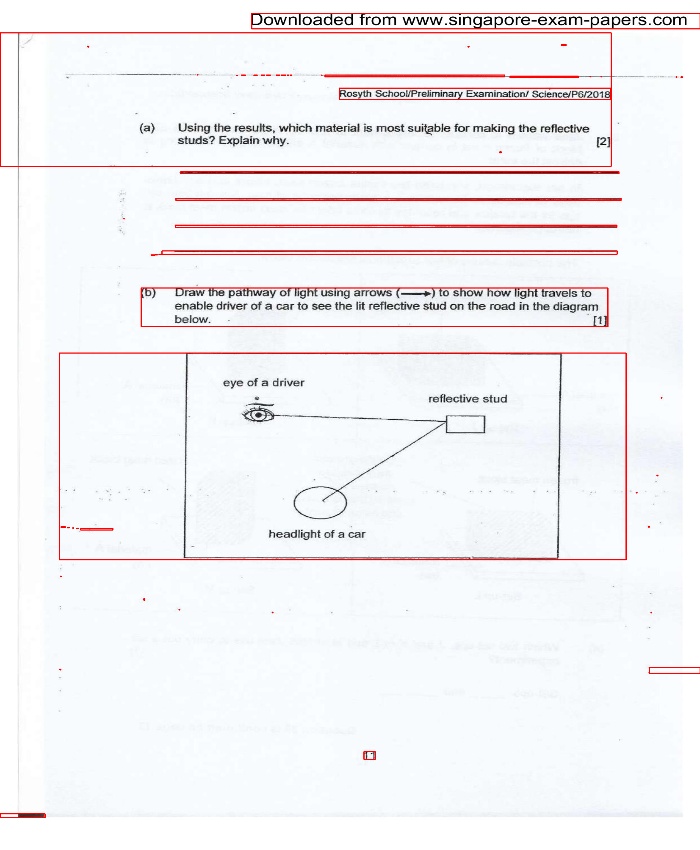 Downloaded from www.singapore-exam-papers.com
Rosyth School/Preliminary Examination/ Science/P6/2018
(a) Using the results, which material is most suitable for making the reflective
studs? Explain why. [2]
(b) Draw the pathway of light using arrows (⟶) to show how light travels to
enable driver of a car to see the lit reflective stud on the road in the diagram
below. [1]
eye of a driver
reflective stud
headlight of a car
11